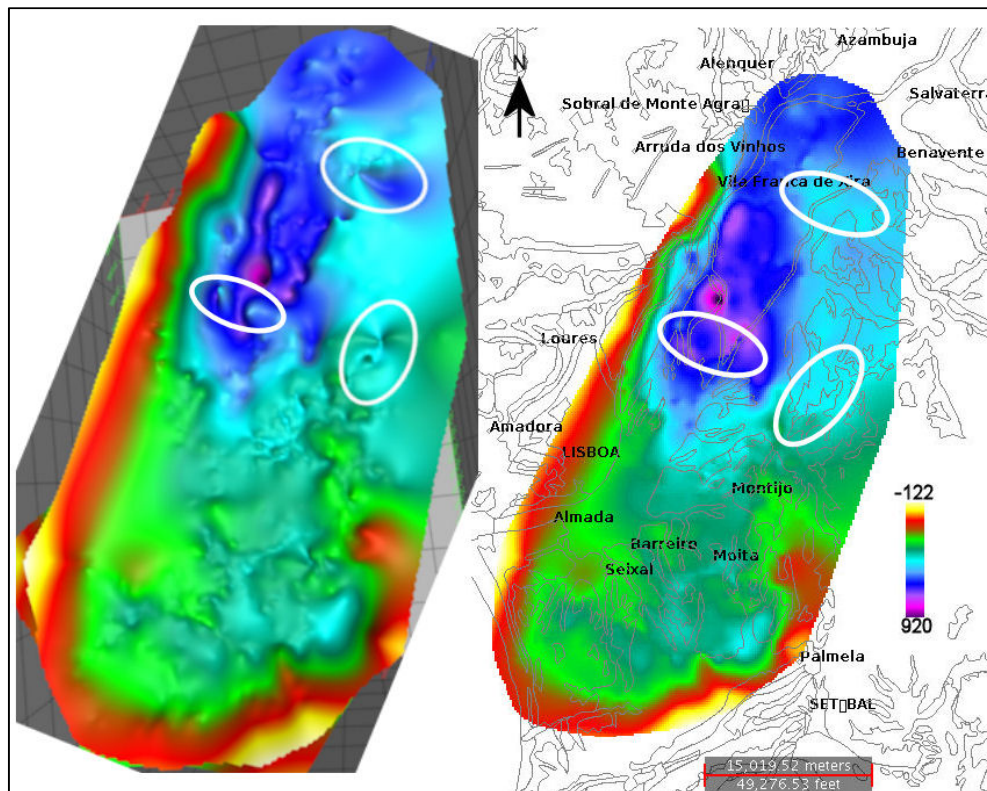 Azambuja
N
Alenquer
Salvaterra
Sobral de Monte Agra▯
Arruda dos Vinhos
Benavente
Vila Franca de Xira
Loures
Amadora
LISBOA
-122
Montijo
Almada
Barreiro
Moita
Seixal
920
Palmela
SET▯BAL
15,019.52 meters
49,276.53 feet